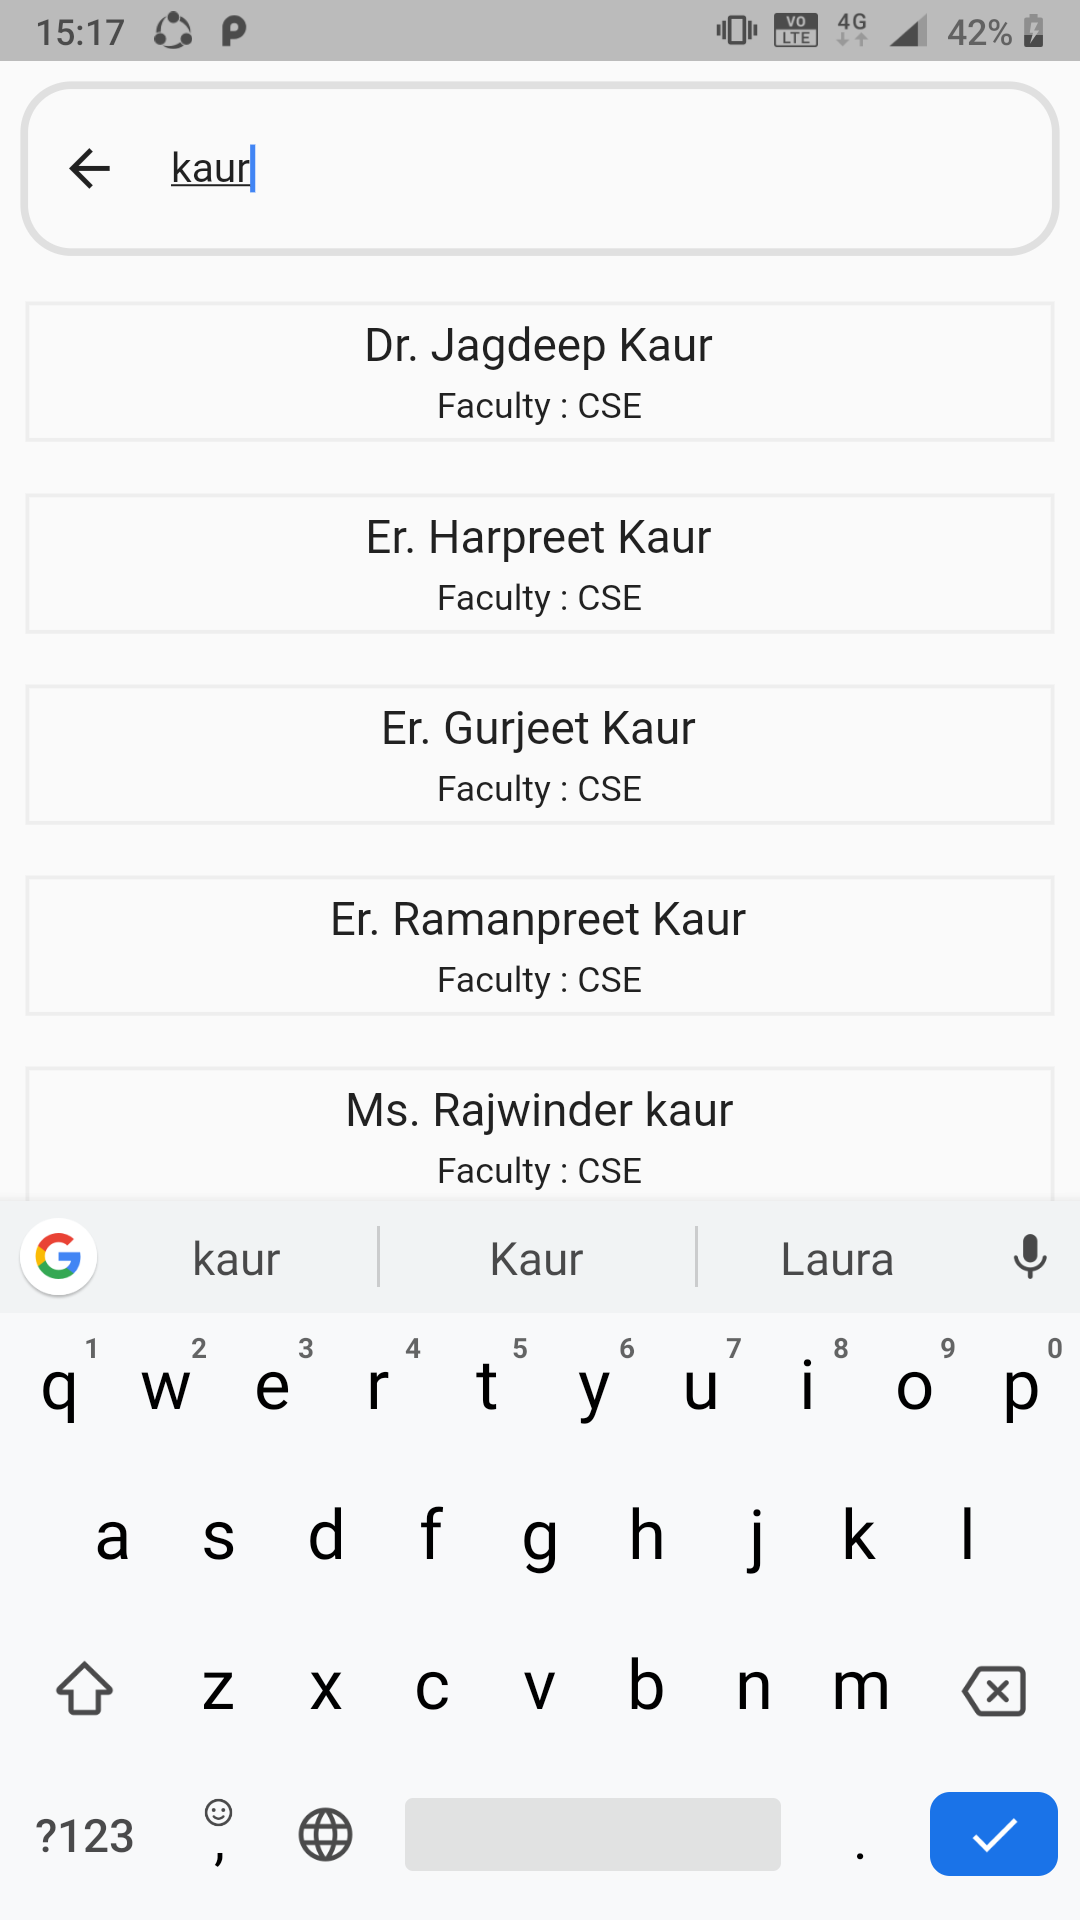 15:17 VO LTE 4G 42%
kaur
Dr. Jagdeep Kaur
Faculty : CSE
Er. Harpreet Kaur
Faculty : CSE
Er. Gurjeet Kaur
Faculty : CSE
Er. Ramanpreet Kaur
Faculty : CSE
Ms. Rajwinder kaur
Faculty : CSE
kaur Kaur Laura
1 2 3 4 5 6 7 8 9 0
q w e r t y u i o p
a s d f g h j k l
z x c v b n m
?123 , .